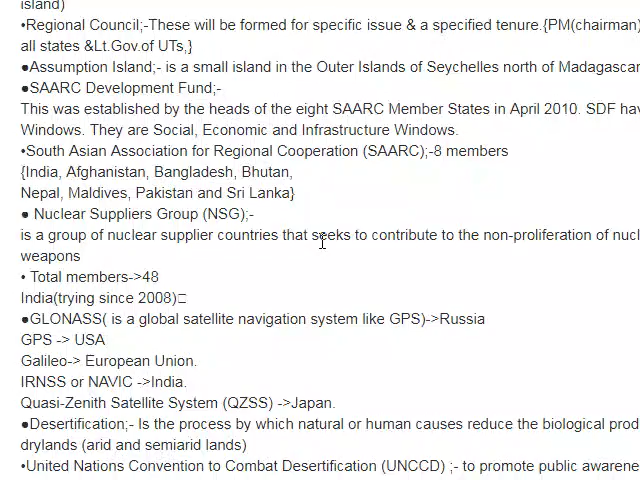 island)
•Regional Council;-These will be formed for specific issue & a specified tenure.{PM(chairman)
all states &Lt.Gov.of UTs,}
●Assumption Island;- is a small island in the Outer Islands of Seychelles north of Madagascar
●SAARC Development Fund;-
This was established by the heads of the eight SAARC Member States in April 2010. SDF hav
Windows. They are Social, Economic and Infrastructure Windows.
•South Asian Association for Regional Cooperation (SAARC);-8 members
{India, Afghanistan, Bangladesh, Bhutan,
Nepal, Maldives, Pakistan and Sri Lanka}
● Nuclear Suppliers Group (NSG);-
is a group of nuclear supplier countries that seeks to contribute to the non-proliferation of nucl
weapons
• Total members->48
India(trying since 2008)□
●GLONASS( is a global satellite navigation system like GPS)->Russia
GPS -> USA
Galileo-> European Union.
IRNSS or NAVIC ->India.
Quasi-Zenith Satellite System (QZSS) ->Japan.
●Desertification;- Is the process by which natural or human causes reduce the biological prod
drylands (arid and semiarid lands)
•United Nations Convention to Combat Desertification (UNCCD) ;- to promote public awarene